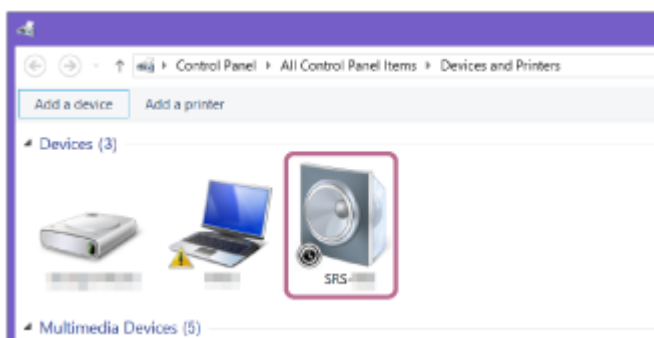 Control Panel ▸ All Control Panel Items ▸ Devices and Printers
Add a device Add a printer
Devices (3)
SRS-
Multimedia Devices (5)